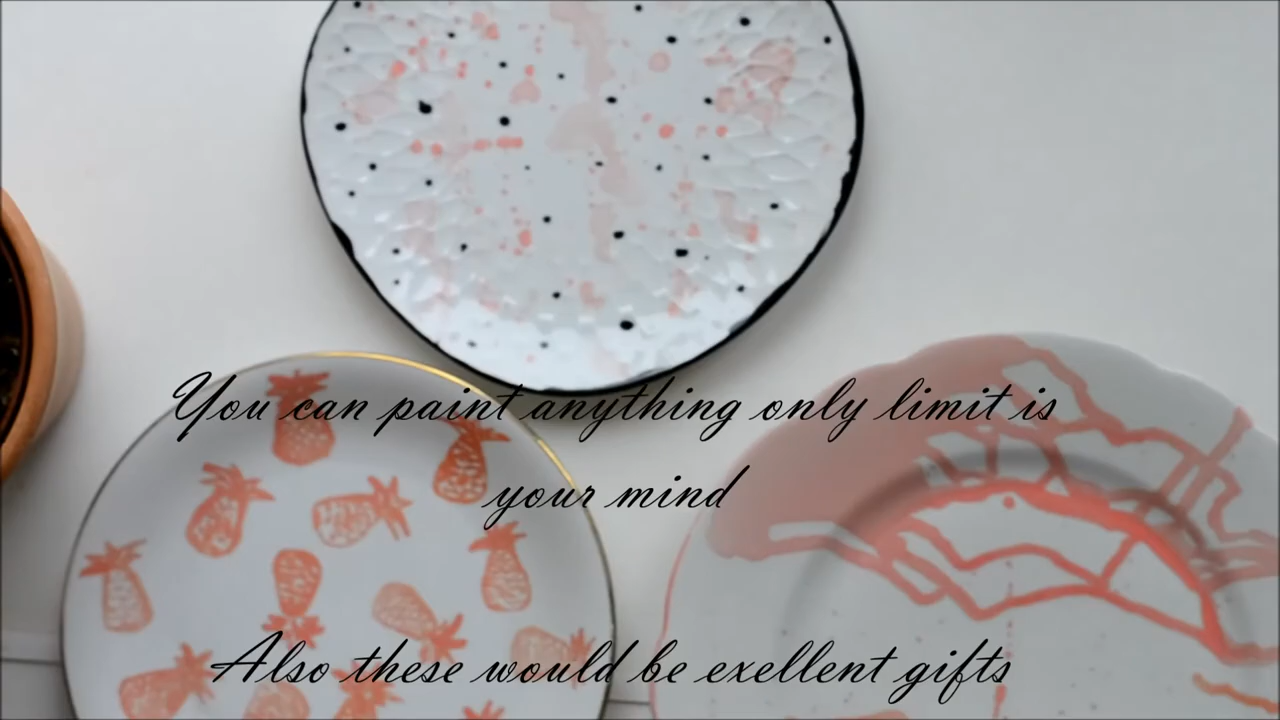 You can paint anything only limit is
your mind
Also these would be exellent gifts